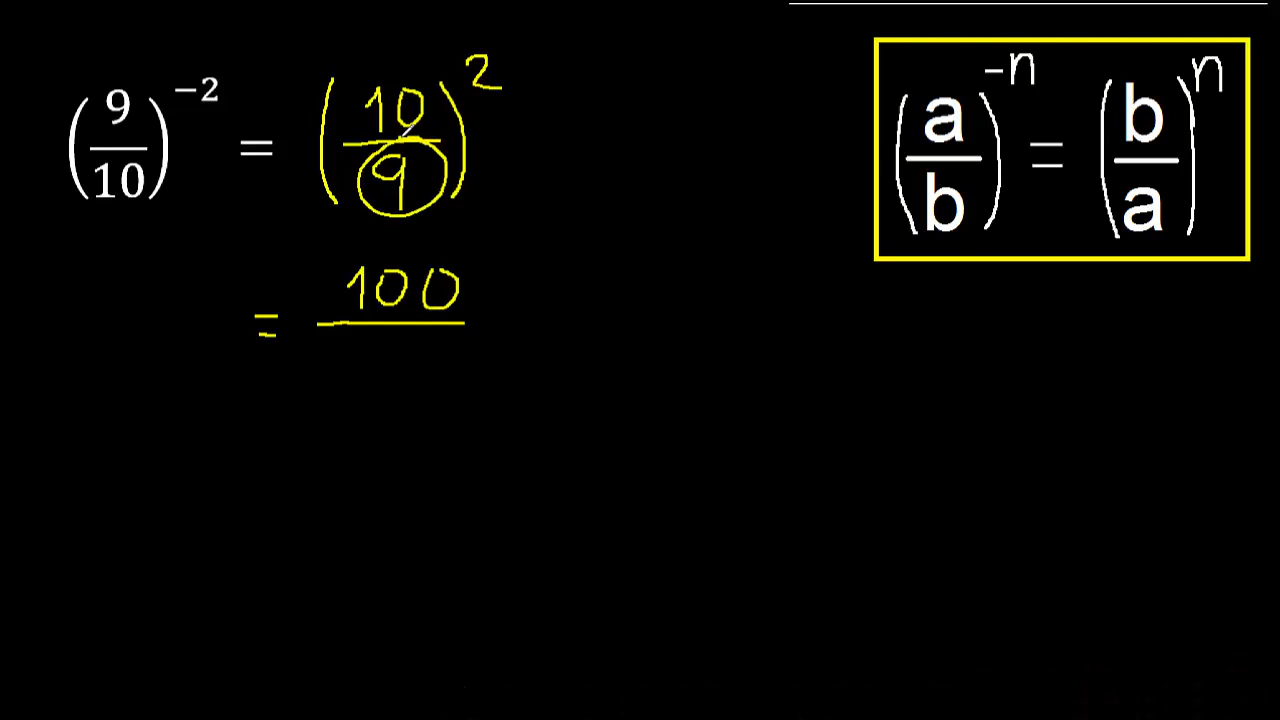 (9/10)⁻² = (10/9)²
= 100
(a/b)⁻ⁿ = (b/a)ⁿ